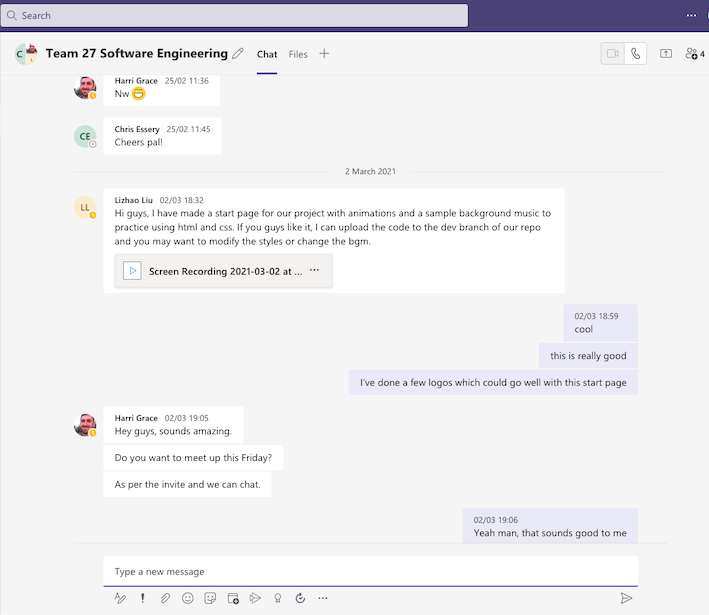 Search
Team 27 Software Engineering
Chat
Files
4
Harri Grace 25/02 11:36
Nw
CE
Chris Essery 25/02 11:45
Cheers pal!
2 March 2021
LL
Lizhao Liu 02/03 18:32
Hi guys, I have made a start page for our project with animations and a sample background music to
practice using html and css. If you guys like it, I can upload the code to the dev branch of our repo
and you may want to modify the styles or change the bgm.
Screen Recording 2021-03-02 at ...
02/03 18:59
cool
this is really good
I've done a few logos which could go well with this start page
Harri Grace 02/03 19:05
Hey guys, sounds amazing.
Do you want to meet up this Friday?
As per the invite and we can chat.
02/03 19:06
Yeah man, that sounds good to me
Type a new message